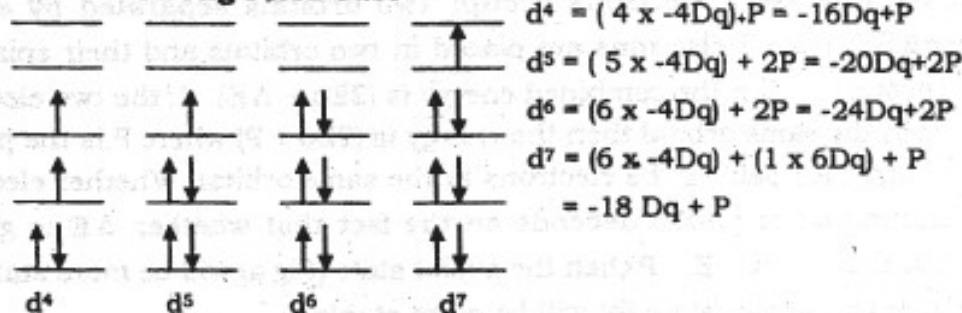 d⁴ = ( 4 x -4Dq)+P = -16Dq+P
d⁵ = ( 5 x -4Dq) + 2P = -20Dq+2P
d⁶ = (6 x -4Dq) + 2P = -24Dq+2P
d⁷ = (6 x -4Dq) + (1 x 6Dq) + P
= -18 Dq + P
d⁴ d⁵ d⁶ d⁷